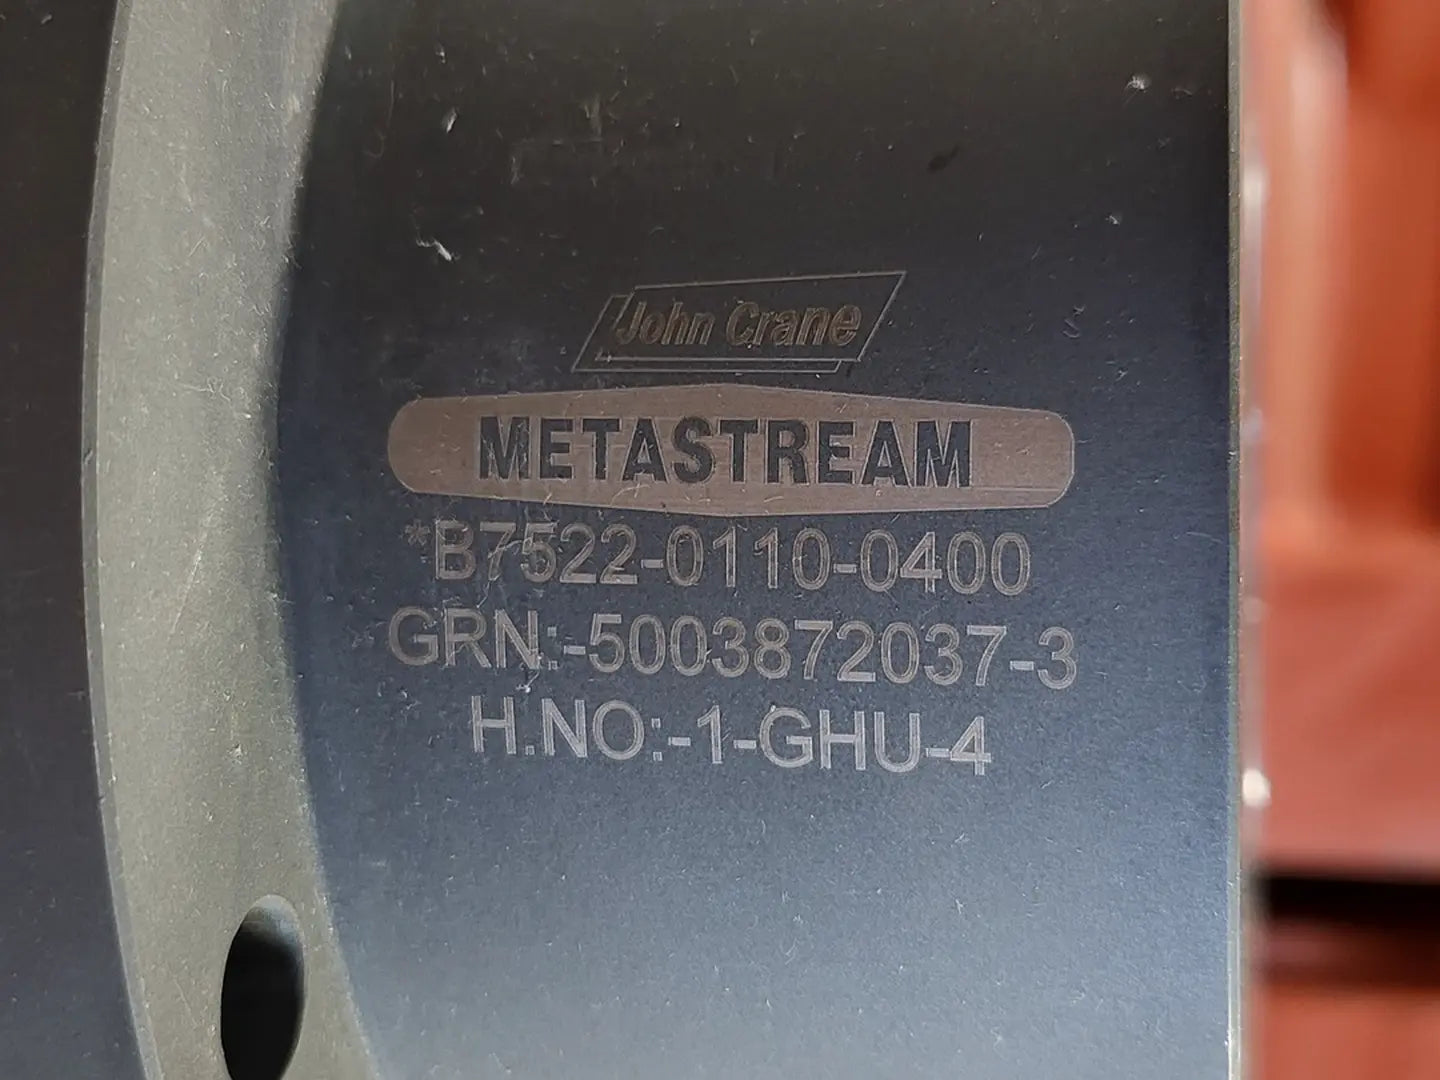 John Crane
METASTREAM
*B7522-0110-0400
GRN:-5003872037-3
H.NO:-1-GHU-4